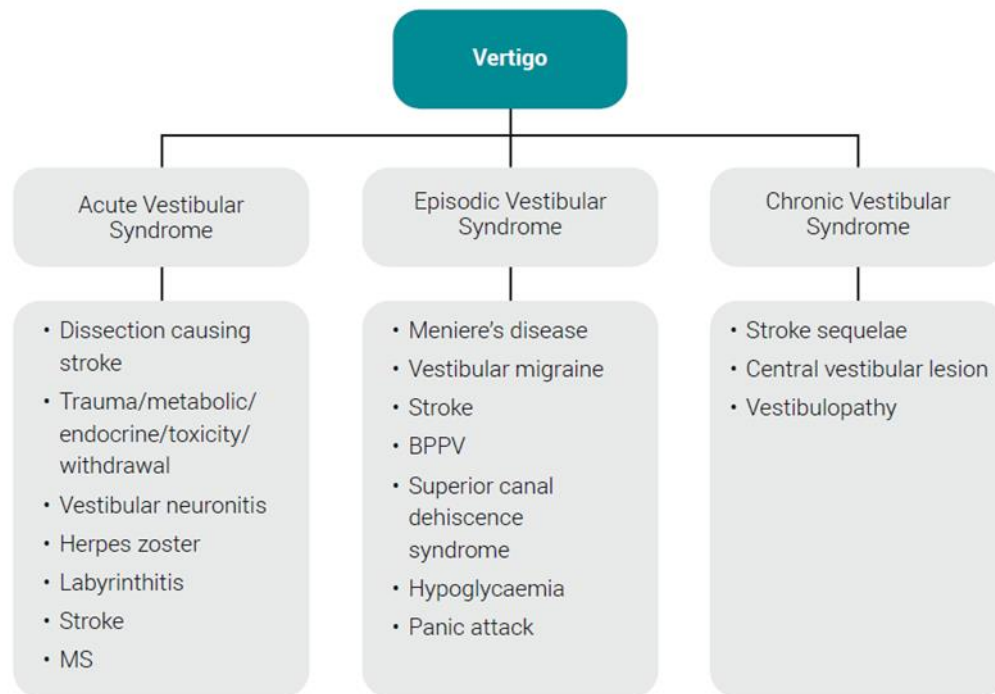 Vertigo
Acute Vestibular
Syndrome
• Dissection causing
stroke
• Trauma/metabolic/
endocrine/toxicity/
withdrawal
• Vestibular neuronitis
• Herpes zoster
• Labyrinthitis
• Stroke
• MS
Episodic Vestibular
Syndrome
• Meniere's disease
• Vestibular migraine
• Stroke
• BPPV
• Superior canal
dehiscence
syndrome
• Hypoglycaemia
• Panic attack
Chronic Vestibular
Syndrome
• Stroke sequelae
• Central vestibular lesion
• Vestibulopathy